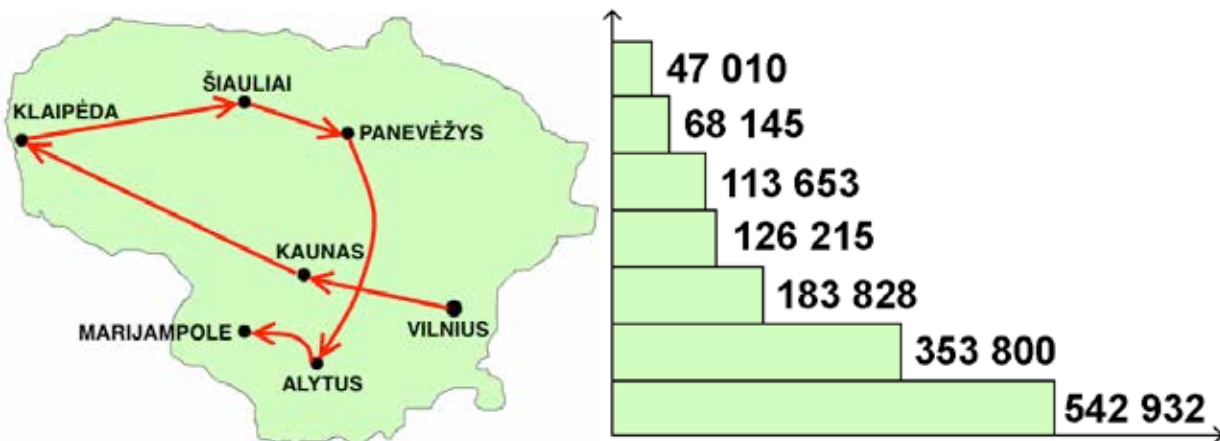 ŠIAULIAI
KLAIPĖDA
PANEVĖŽYS
KAUNAS
MARIJAMPOLE
VILNIUS
ALYTUS
47 010
68 145
113 653
126 215
183 828
353 800
542 932